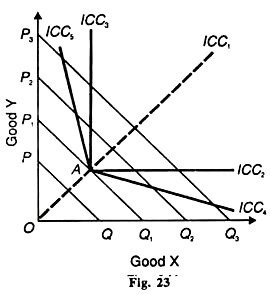 ICC₃
P₃
ICC₅
ICC₁
P₂
Good Y
P₁
A
ICC₂
P
ICC₄
O
Q
Q₁
Q₂
Q₃
Good X
Fig. 23